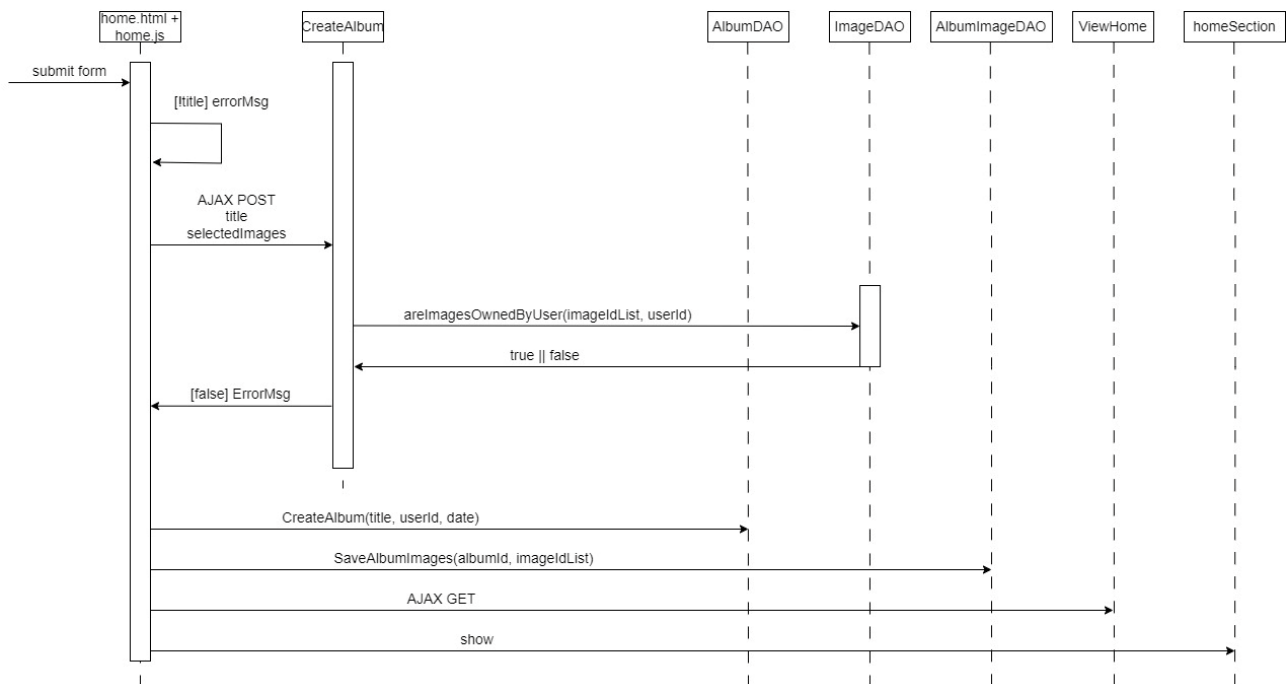 home.html +
home.js
CreateAlbum
AlbumDAO
ImageDAO
AlbumImageDAO
ViewHome
homeSection
submit form
[!title] errorMsg
AJAX POST
title
selectedImages
areImagesOwnedByUser(imageIdList, userId)
true || false
[false] ErrorMsg
CreateAlbum(title, userId, date)
SaveAlbumImages(albumId, imageIdList)
AJAX GET
show